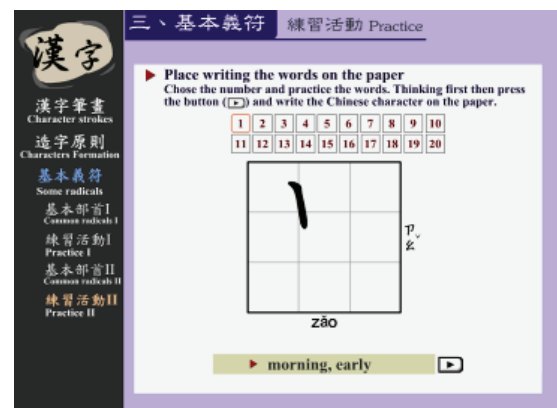 漢字
三、基本義符 練習活動 Practice
漢字筆畫
Character strokes
造字原則
Characters Formation
基本義符
Some radicals
基本部首I
Common radicals I
練習活動I
Practice I
基本部首II
Common radicals II
練習活動II
Practice II
Place writing the words on the paper
Chose the number and practice the words. Thinking first then press
the button ( ) and write the Chinese character on the paper.
1 2 3 4 5 6 7 8 9 10
11 12 13 14 15 16 17 18 19 20
ㄗㄠˇ
zǎo
morning, early